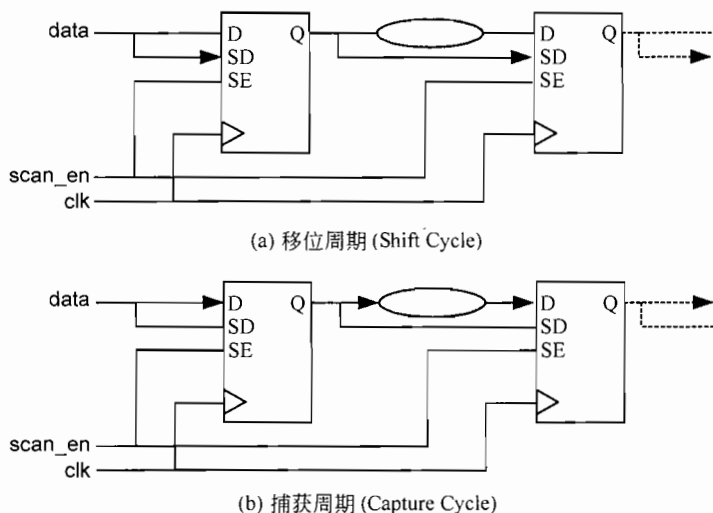 data D Q D Q
SD SD
SE SE
scan_en
clk
(a) 移位周期 (Shift Cycle)
data D Q D Q
SD SD
SE SE
scan_en
clk
(b) 捕获周期 (Capture Cycle)